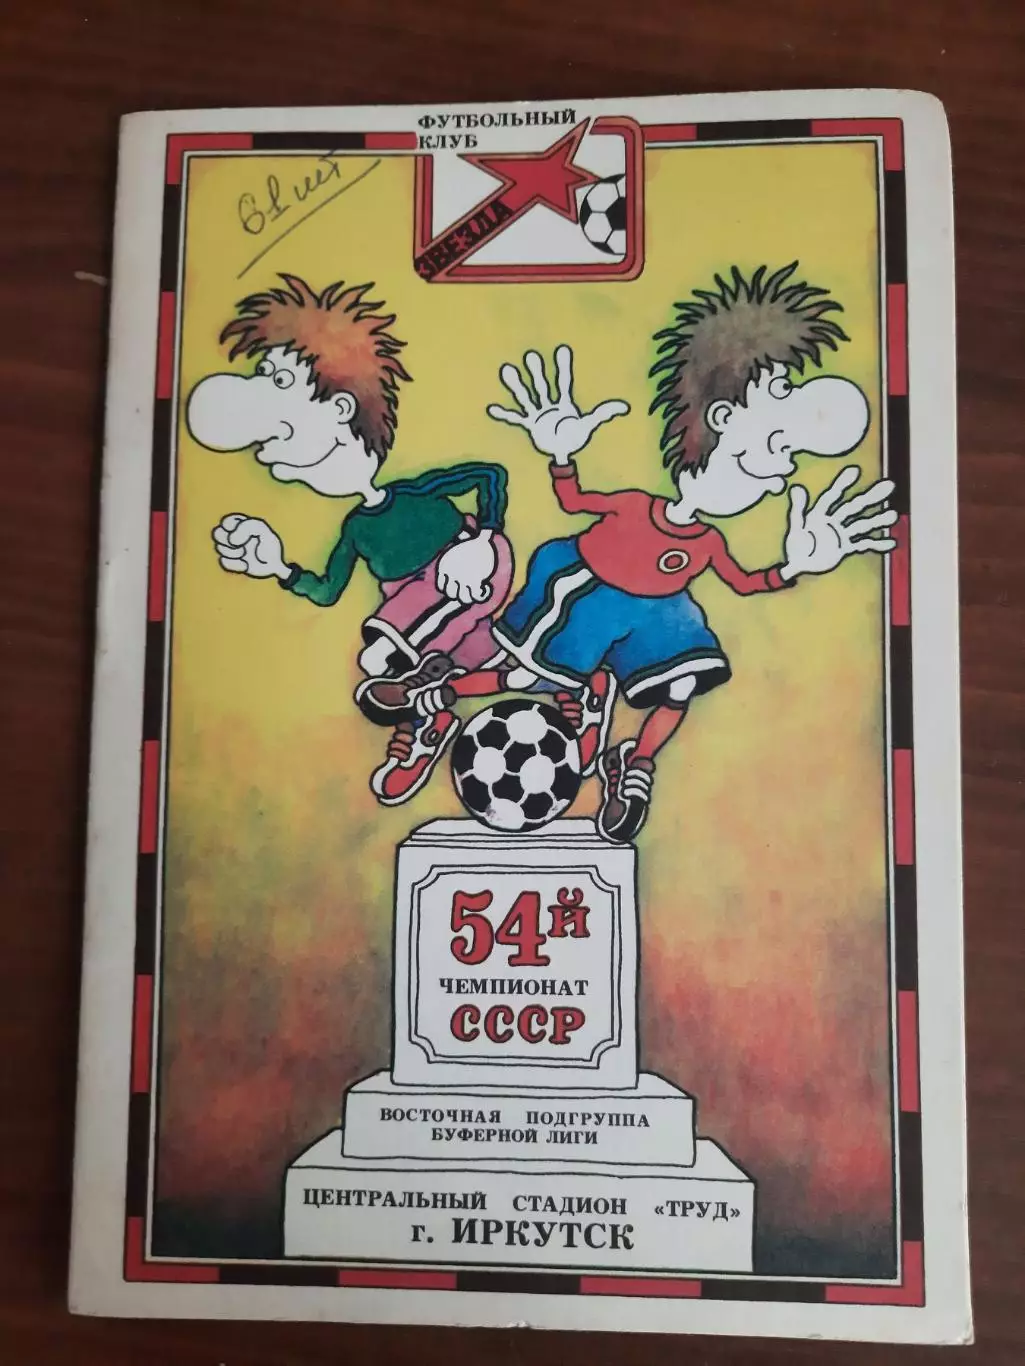 ФУТБОЛЬНЫЙ
КЛУБ
ЗВЕЗДА
54й
ЧЕМПИОНАТ
СССР
ВОСТОЧНАЯ ПОДГРУППА
БУФЕРНОЙ ЛИГИ
ЦЕНТРАЛЬНЫЙ СТАДИОН «ТРУД»
г. ИРКУТСК